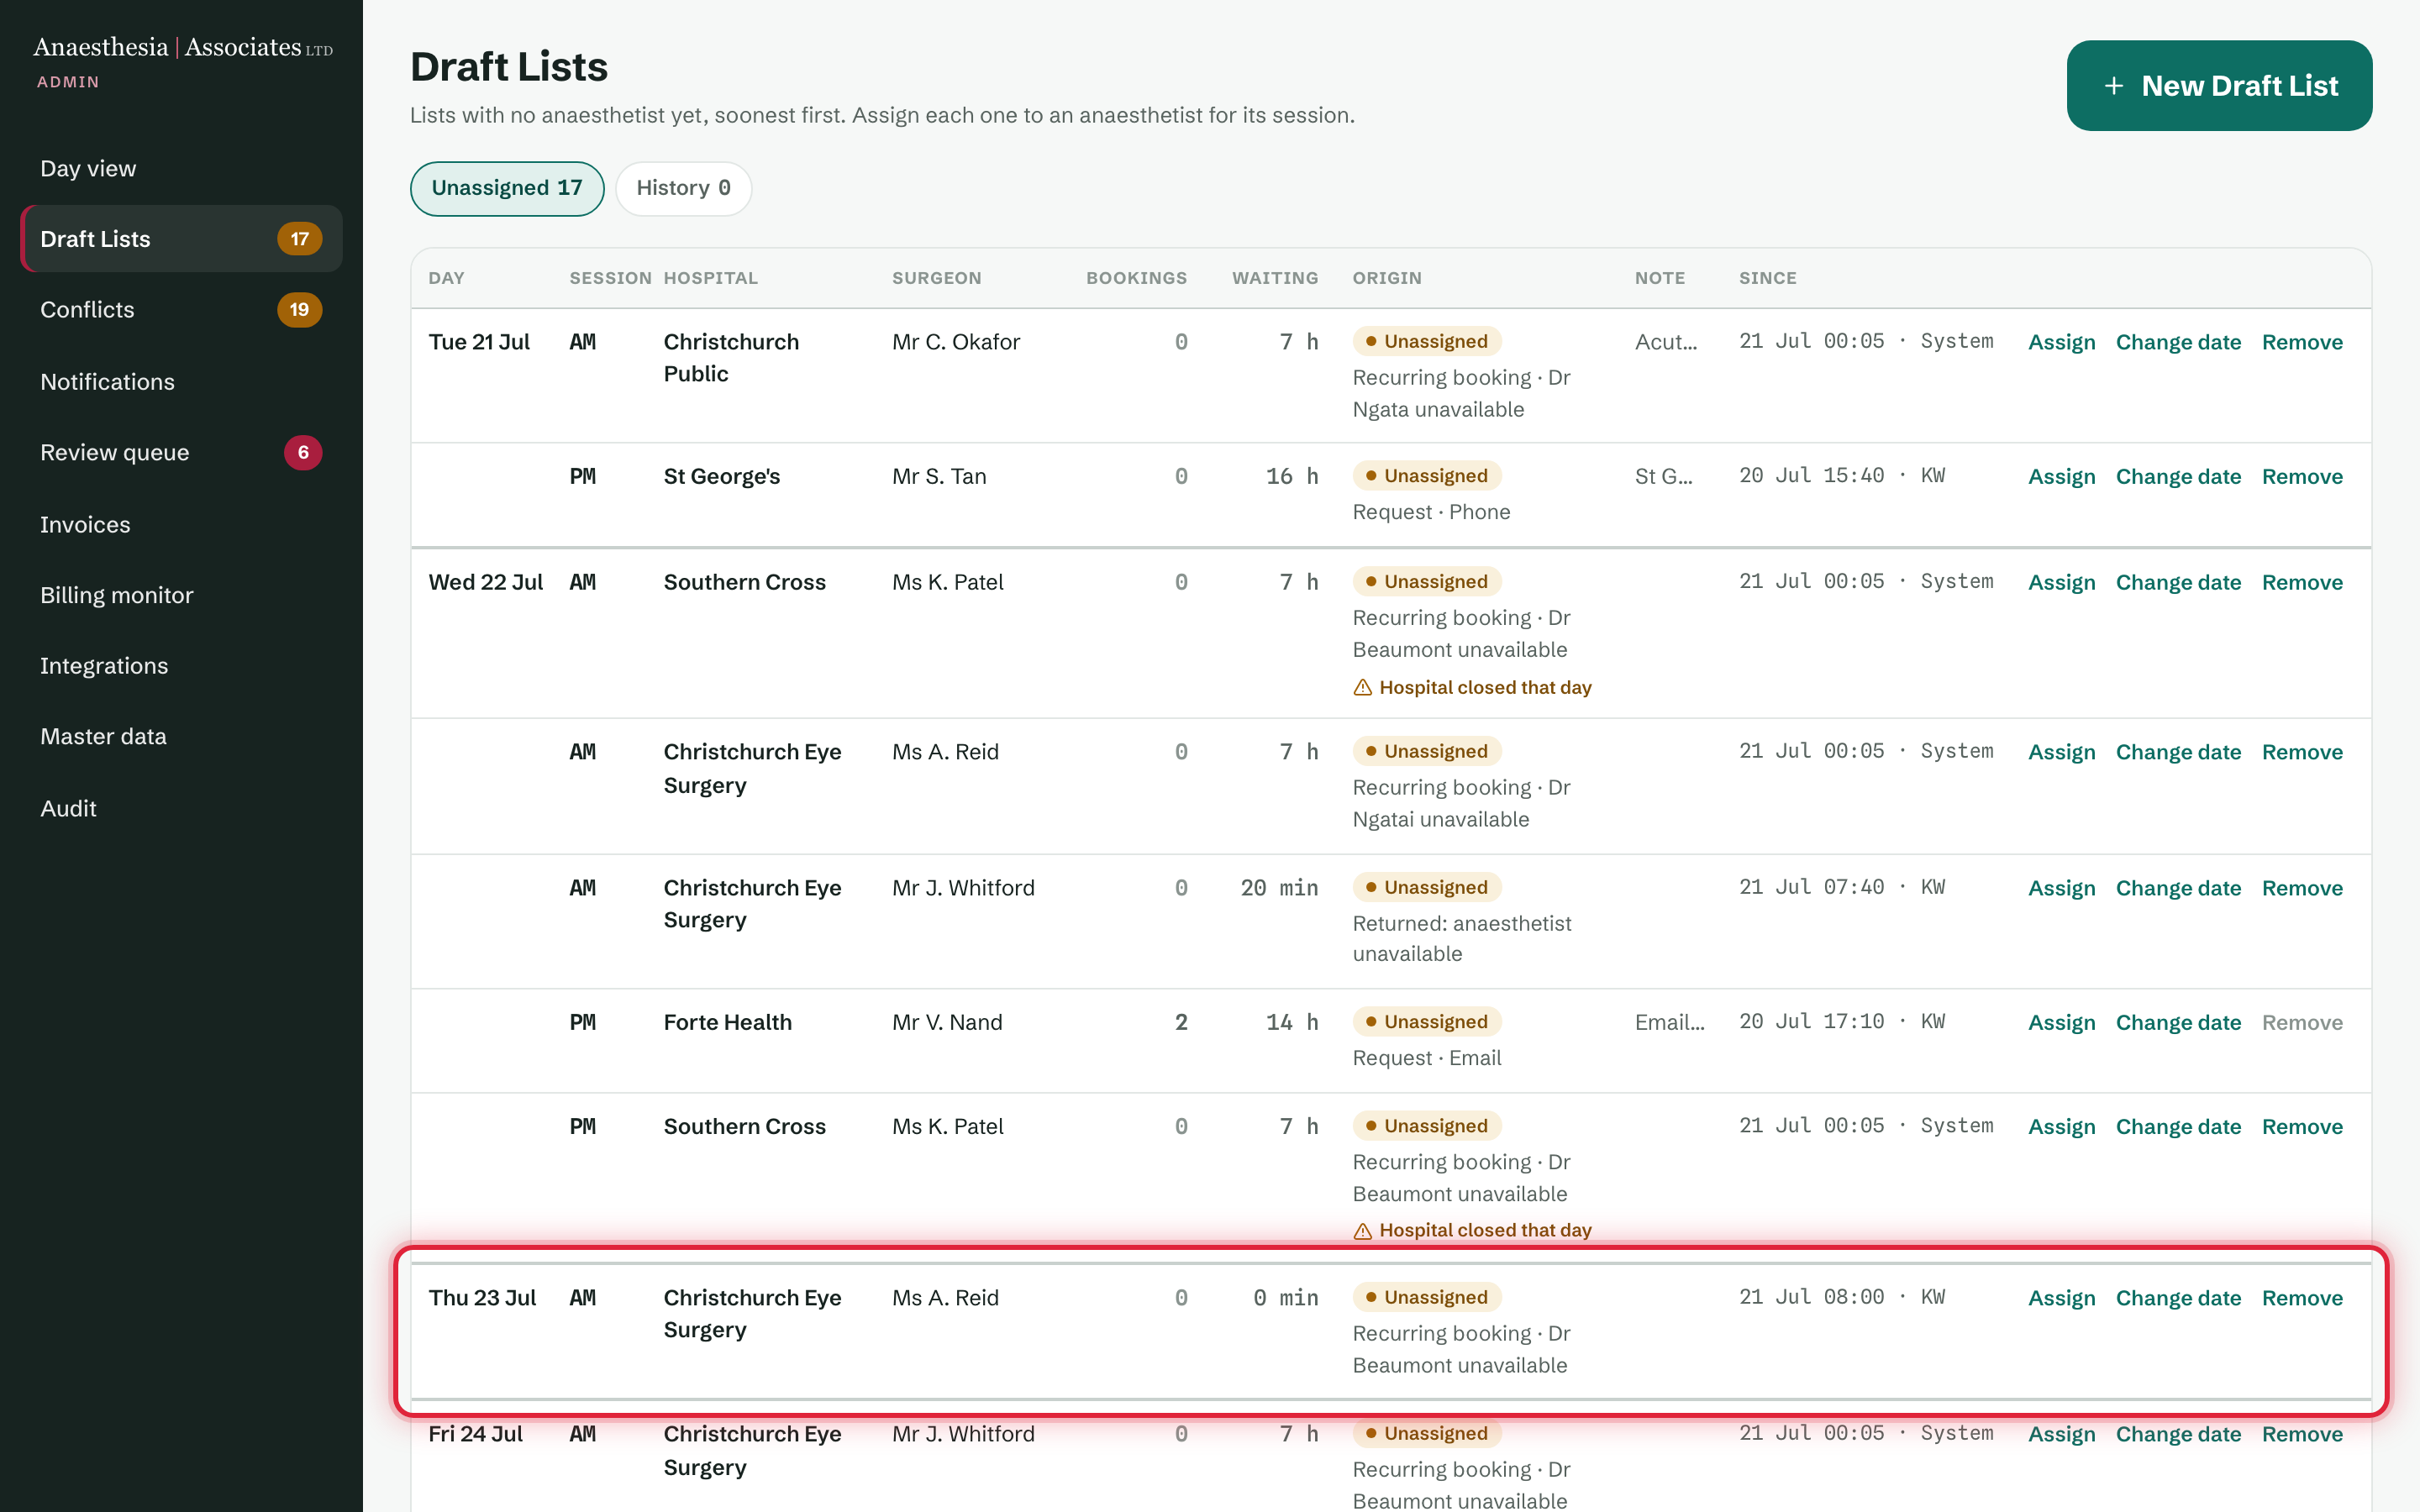 Anaesthesia | Associates LTD
ADMIN
Day view
Draft Lists 17
Conflicts 19
Notifications
Review queue 6
Invoices
Billing monitor
Integrations
Master data
Audit
Draft Lists
Lists with no anaesthetist yet, soonest first. Assign each one to an anaesthetist for its session.
+ New Draft List
Unassigned 17 History 0
DAY SESSION HOSPITAL SURGEON BOOKINGS WAITING ORIGIN NOTE SINCE
Tue 21 Jul AM Christchurch Mr C. Okafor 0 7 h Unassigned Acut... 21 Jul 00:05 · System Assign Change date Remove
Public
Recurring booking · Dr
Ngata unavailable
PM St George's Mr S. Tan 0 16 h Unassigned St G... 20 Jul 15:40 · KW Assign Change date Remove
Request · Phone
Wed 22 Jul AM Southern Cross Ms K. Patel 0 7 h Unassigned 21 Jul 00:05 · System Assign Change date Remove
Recurring booking · Dr
Beaumont unavailable
Hospital closed that day
AM Christchurch Eye Ms A. Reid 0 7 h Unassigned 21 Jul 00:05 · System Assign Change date Remove
Surgery
Recurring booking · Dr
Ngatai unavailable
AM Christchurch Eye Mr J. Whitford 0 20 min Unassigned 21 Jul 07:40 · KW Assign Change date Remove
Surgery
Returned: anaesthetist
unavailable
PM Forte Health Mr V. Nand 2 14 h Unassigned Email... 20 Jul 17:10 · KW Assign Change date Remove
Request · Email
PM Southern Cross Ms K. Patel 0 7 h Unassigned 21 Jul 00:05 · System Assign Change date Remove
Recurring booking · Dr
Beaumont unavailable
Hospital closed that day
Thu 23 Jul AM Christchurch Eye Ms A. Reid 0 0 min Unassigned 21 Jul 08:00 · KW Assign Change date Remove
Surgery
Recurring booking · Dr
Beaumont unavailable
Fri 24 Jul AM Christchurch Eye Mr J. Whitford 0 7 h Unassigned 21 Jul 00:05 · System Assign Change date Remove
Surgery
Recurring booking · Dr
Beaumont unavailable